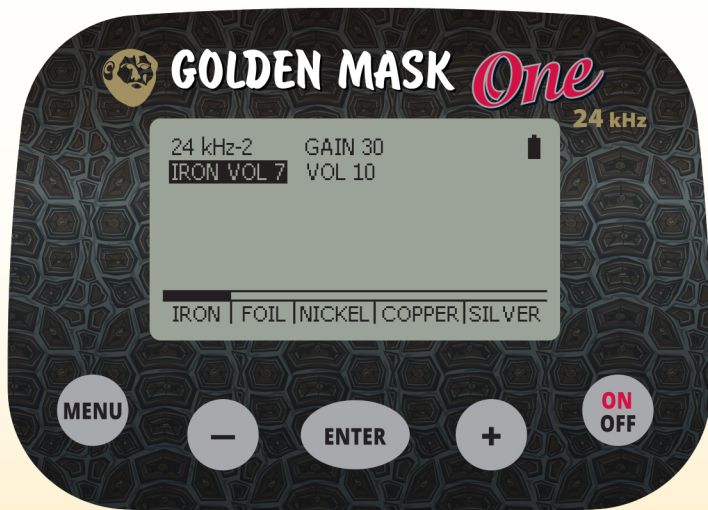 GOLDEN MASK One
24 kHz
24 kHz-2 GAIN 30
IRON VOL 7 VOL 10
IRON FOIL NICKEL COPPER SILVER
MENU
-
ENTER
+
ON
OFF